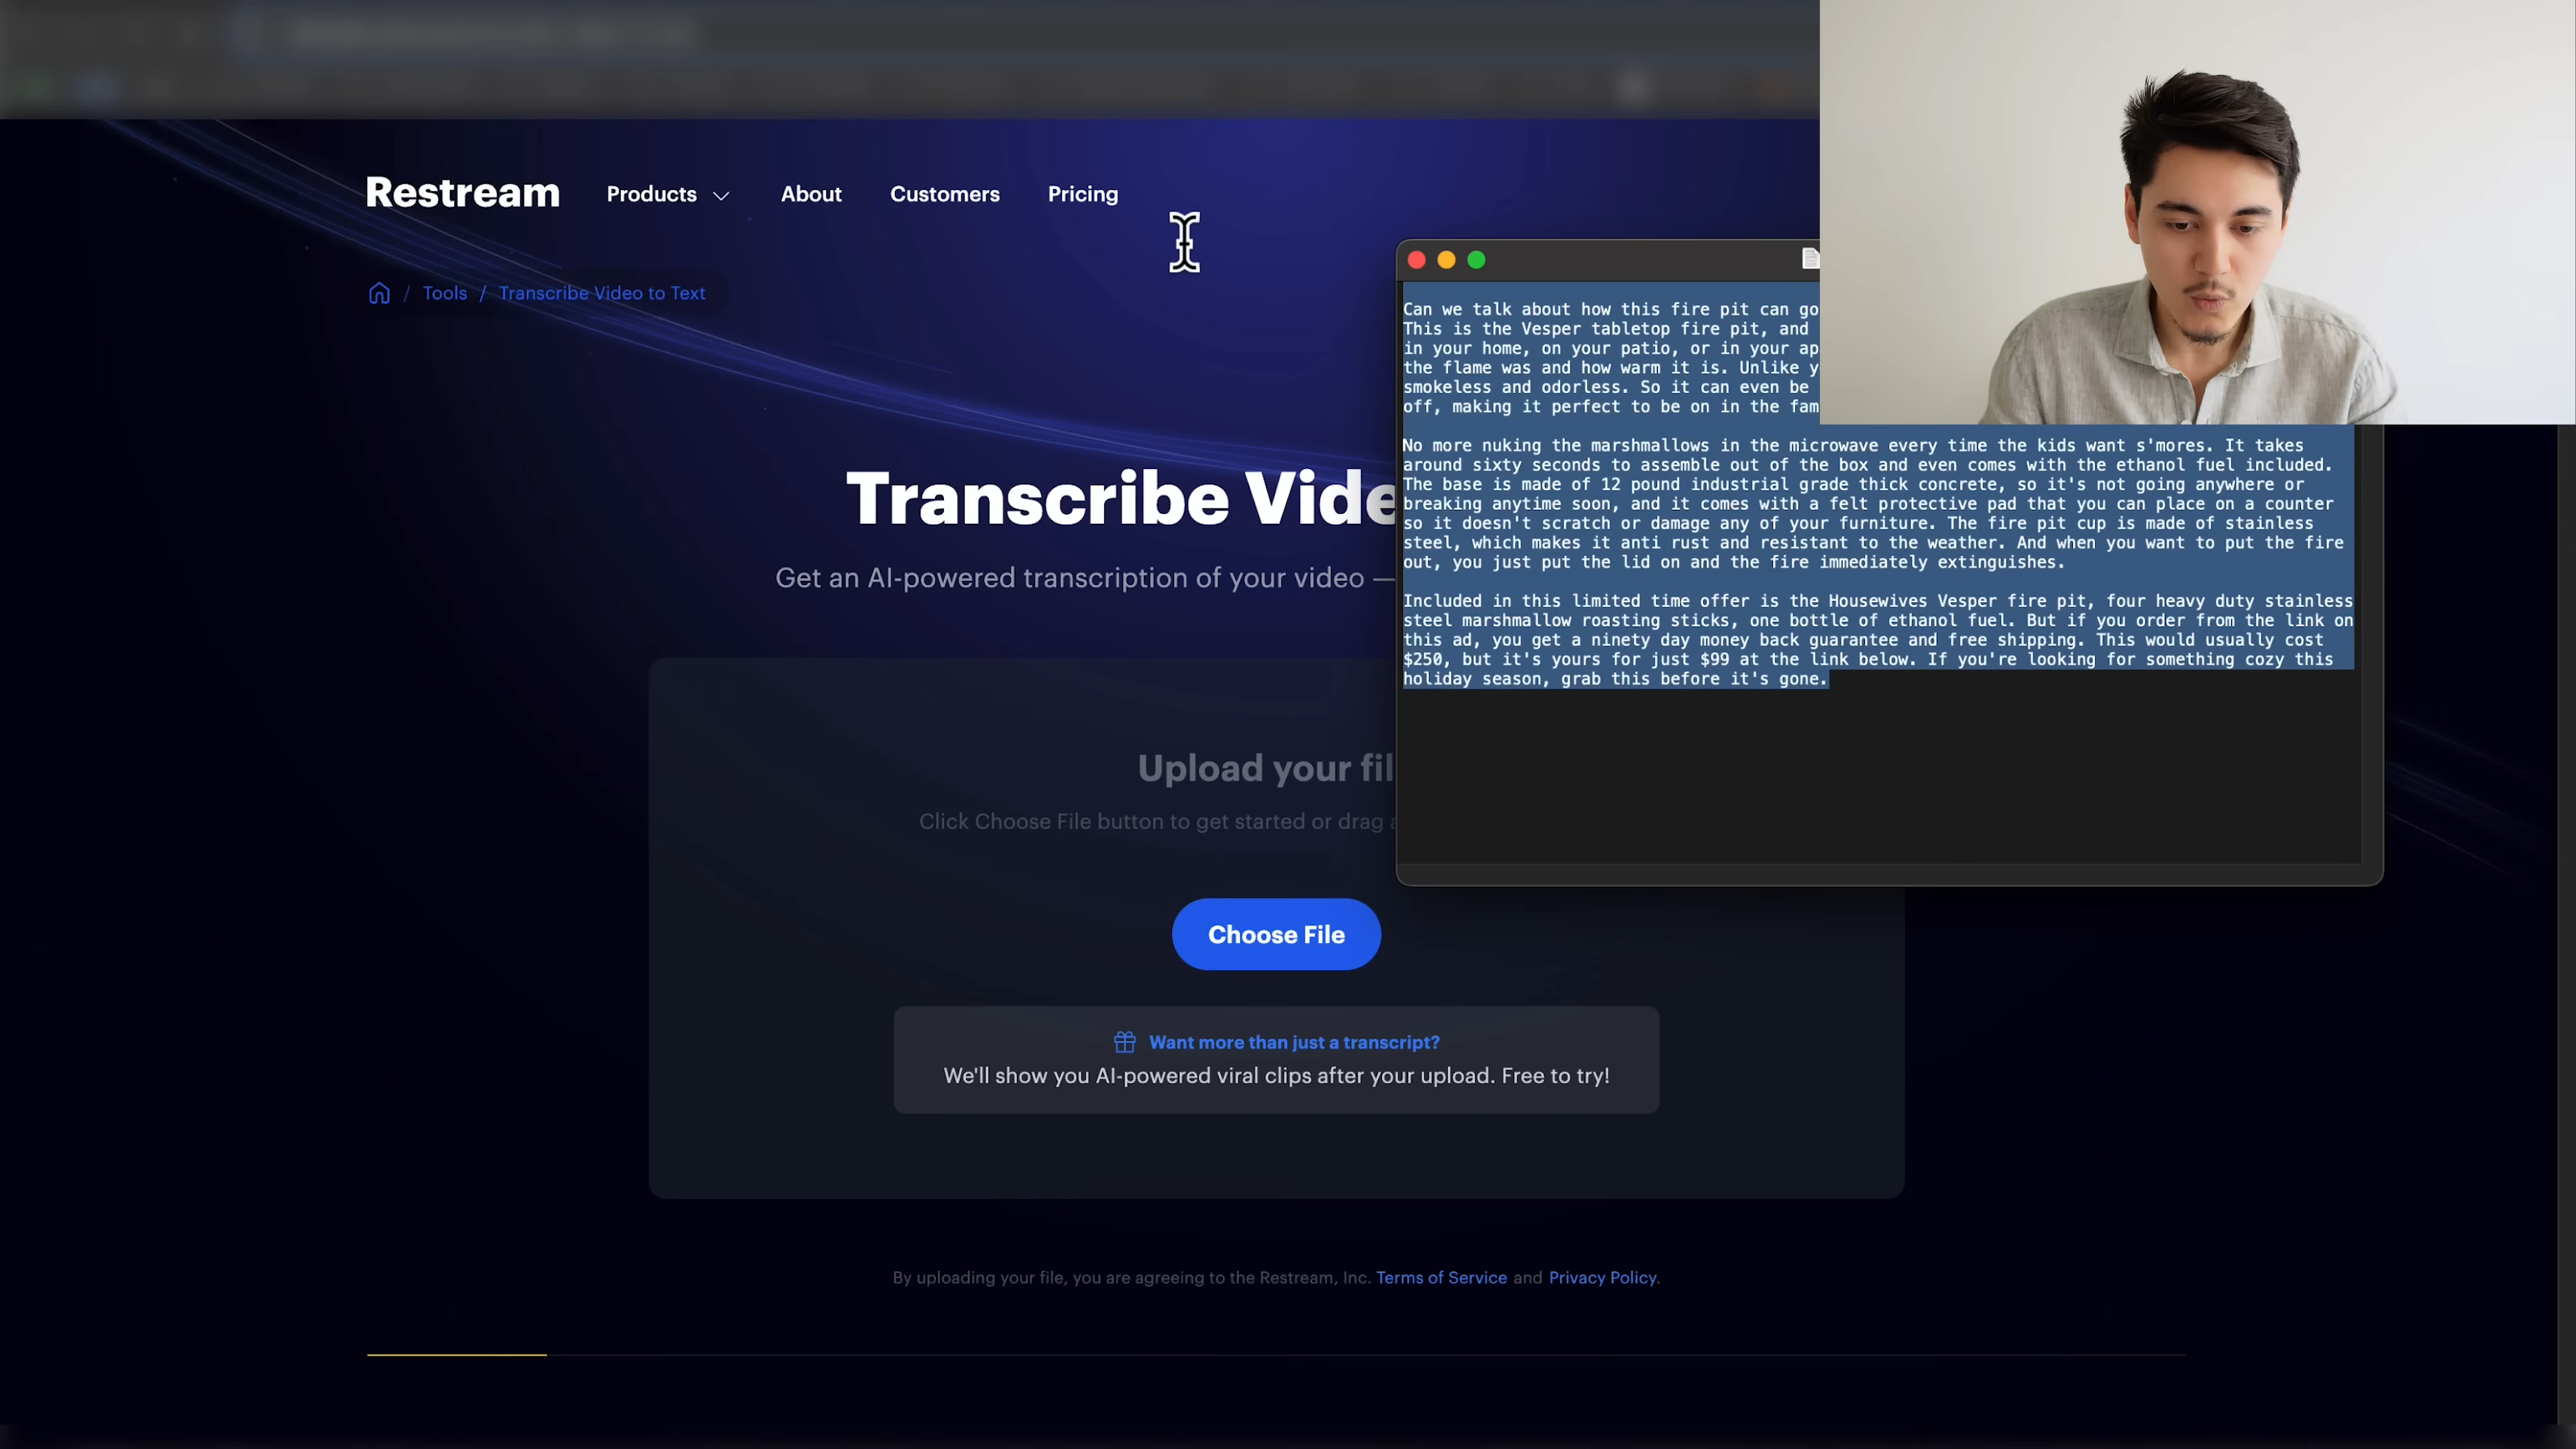 Restream
Products
About
Customers
Pricing
/ Tools / Transcribe Video to Text
Transcribe Vide
Get an AI-powered transcription of your video —
Upload your fil
Click Choose File button to get started or drag
Choose File
Want more than just a transcript?
We'll show you AI-powered viral clips after your upload. Free to try!
By uploading your file, you are agreeing to the Restream, Inc. Terms of Service and Privacy Policy.
Can we talk about how this fire pit can go
This is the Vesper tabletop fire pit, and
in your home, on your patio, or in your ap
the flame was and how warm it is. Unlike y
smokeless and odorless. So it can even be
off, making it perfect to be on in the fam
No more nuking the marshmallows in the microwave every time the kids want s'mores. It takes
around sixty seconds to assemble out of the box and even comes with the ethanol fuel included.
The base is made of 12 pound industrial grade thick concrete, so it's not going anywhere or
breaking anytime soon, and it comes with a felt protective pad that you can place on a counter
so it doesn't scratch or damage any of your furniture. The fire pit cup is made of stainless
steel, which makes it anti rust and resistant to the weather. And when you want to put the fire
out, you just put the lid on and the fire immediately extinguishes.
Included in this limited time offer is the Housewives Vesper fire pit, four heavy duty stainless
steel marshmallow roasting sticks, one bottle of ethanol fuel. But if you order from the link on
this ad, you get a ninety day money back guarantee and free shipping. This would usually cost
$250, but it's yours for just $99 at the link below. If you're looking for something cozy this
holiday season, grab this before it's gone.